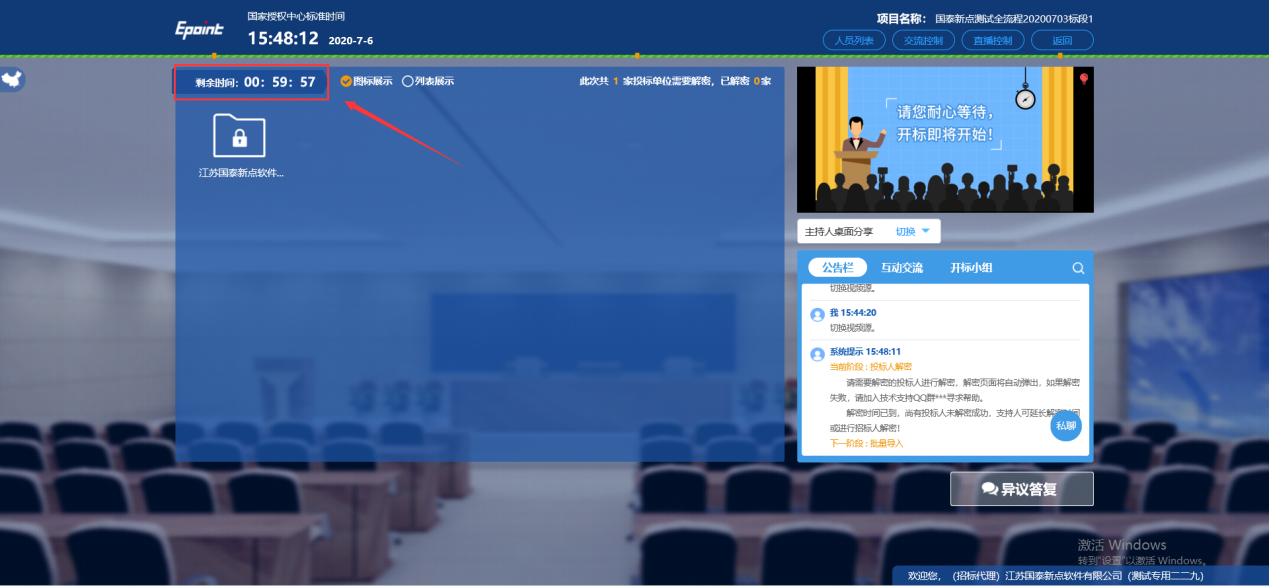 Epoint
国家授权中心标准时间
15:48:12 2020-7-6
项目名称: 国泰新点测试全流程20200703标段1
人员列表 交流控制 直播控制 返回
剩余时间: 00: 59: 57
图标展示 列表展示
此次共 1 家投标单位需要解密，已解密 0家
江苏国泰新点软件...
请您耐心等待，
开标即将开始！
主持人桌面分享 切换
公告栏 互动交流 开标小组
切换视频源。
我 15:44:20
切换视频源。
系统提示 15:48:11
当前阶段 : 投标人解密
请需要解密的投标人进行解密，解密页面将自动弹出，如果解密
失败，请加入技术支持QQ群***寻求帮助。
解密时间已到，尚有投标人未解密成功，支持人可延长解密时间
或进行招标人解密!
下一阶段 : 批量导入
私聊
异议答复
激活 Windows
转到"设置"以激活 Windows。
欢迎您， (招标代理) 江苏国泰新点软件有限公司 (测试专用二二九)